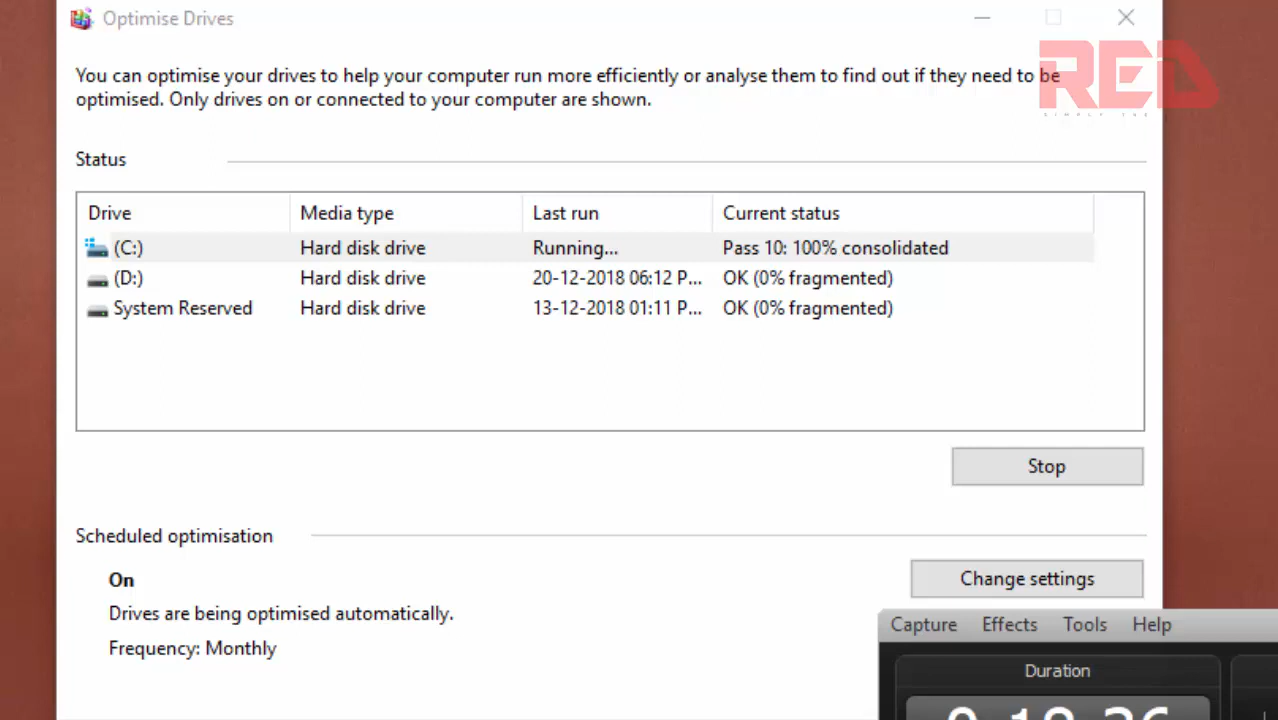 Optimise Drives
You can optimise your drives to help your computer run more efficiently or analyse them to find out if they need to be
optimised. Only drives on or connected to your computer are shown.
RED
SIMPLY THE
Status
Drive Media type Last run Current status
(C:) Hard disk drive Running... Pass 10: 100% consolidated
(D:) Hard disk drive 20-12-2018 06:12 P... OK (0% fragmented)
System Reserved Hard disk drive 13-12-2018 01:11 P... OK (0% fragmented)
Stop
Scheduled optimisation
On
Change settings
Drives are being optimised automatically.
Frequency: Monthly
Capture Effects Tools Help
Duration